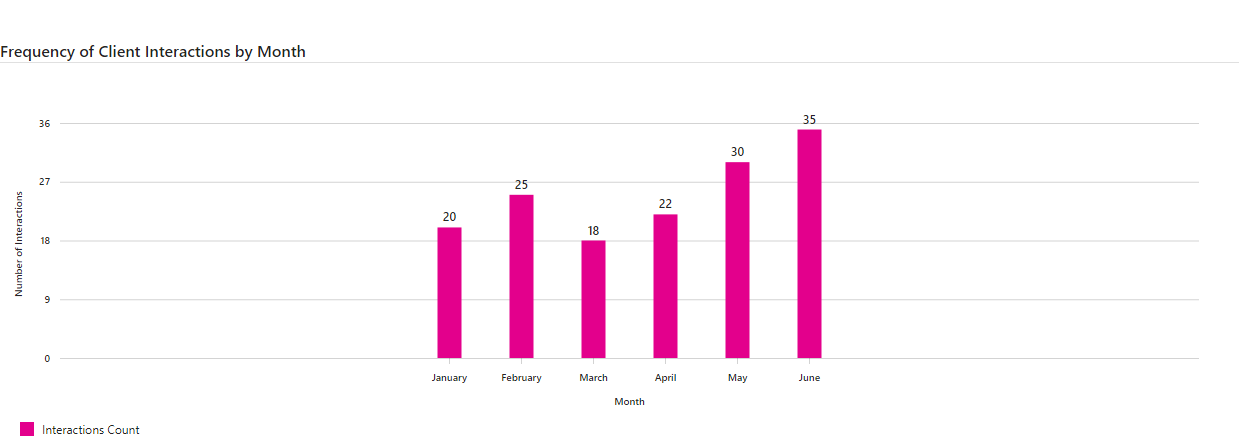 Frequency of Client Interactions by Month
36
27
18
9
0
Number of Interactions
20
25
18
22
30
35
January February March April May June
Month
Interactions Count